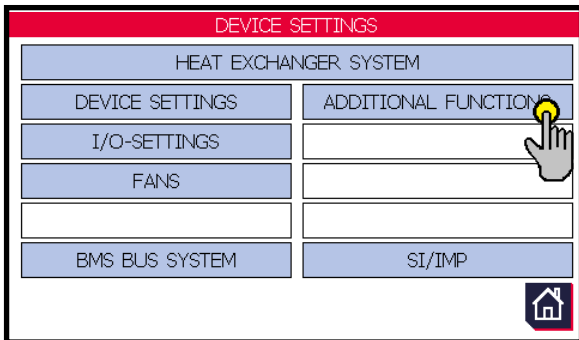 DEVICE SETTINGS
HEAT EXCHANGER SYSTEM
DEVICE SETTINGS
ADDITIONAL FUNCTIONS
I/O-SETTINGS
FANS
BMS BUS SYSTEM
SI/IMP